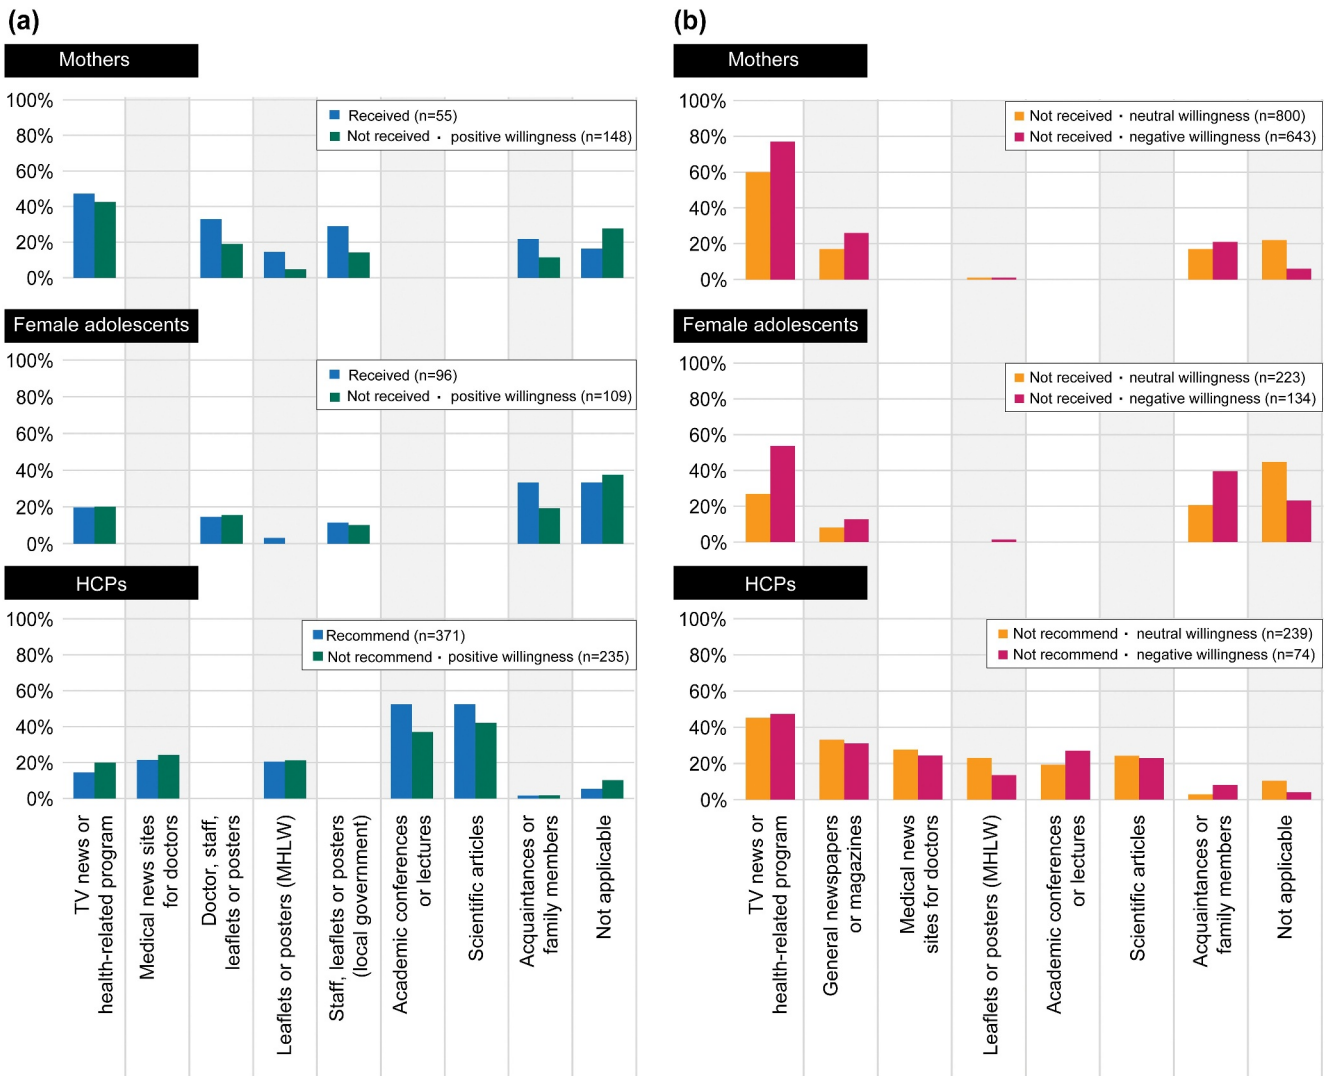 (a)
Mothers
100%
80%
60%
40%
20%
0%
Received (n=55)
Not received・positive willingness (n=148)
Female adolescents
100%
80%
60%
40%
20%
0%
Received (n=96)
Not received・positive willingness (n=109)
HCPs
100%
80%
60%
40%
20%
0%
Recommend (n=371)
Not recommend・positive willingness (n=235)
TV news or
health-related program
Medical news sites
for doctors
Doctor, staff,
leaflets or posters
Leaflets or posters (MHLW)
Staff, leaflets or posters
(local government)
Academic conferences
or lectures
Scientific articles
Acquaintances or
family members
Not applicable
(b)
Mothers
100%
80%
60%
40%
20%
0%
Not received・neutral willingness (n=800)
Not received・negative willingness (n=643)
Female adolescents
100%
80%
60%
40%
20%
0%
Not received・neutral willingness (n=223)
Not received・negative willingness (n=134)
HCPs
100%
80%
60%
40%
20%
0%
Not recommend・neutral willingness (n=239)
Not recommend・negative willingness (n=74)
TV news or
health-related program
General newspapers
or magazines
Medical news
sites for doctors
Leaflets or posters (MHLW)
Academic conferences
or lectures
Scientific articles
Acquaintances or
family members
Not applicable